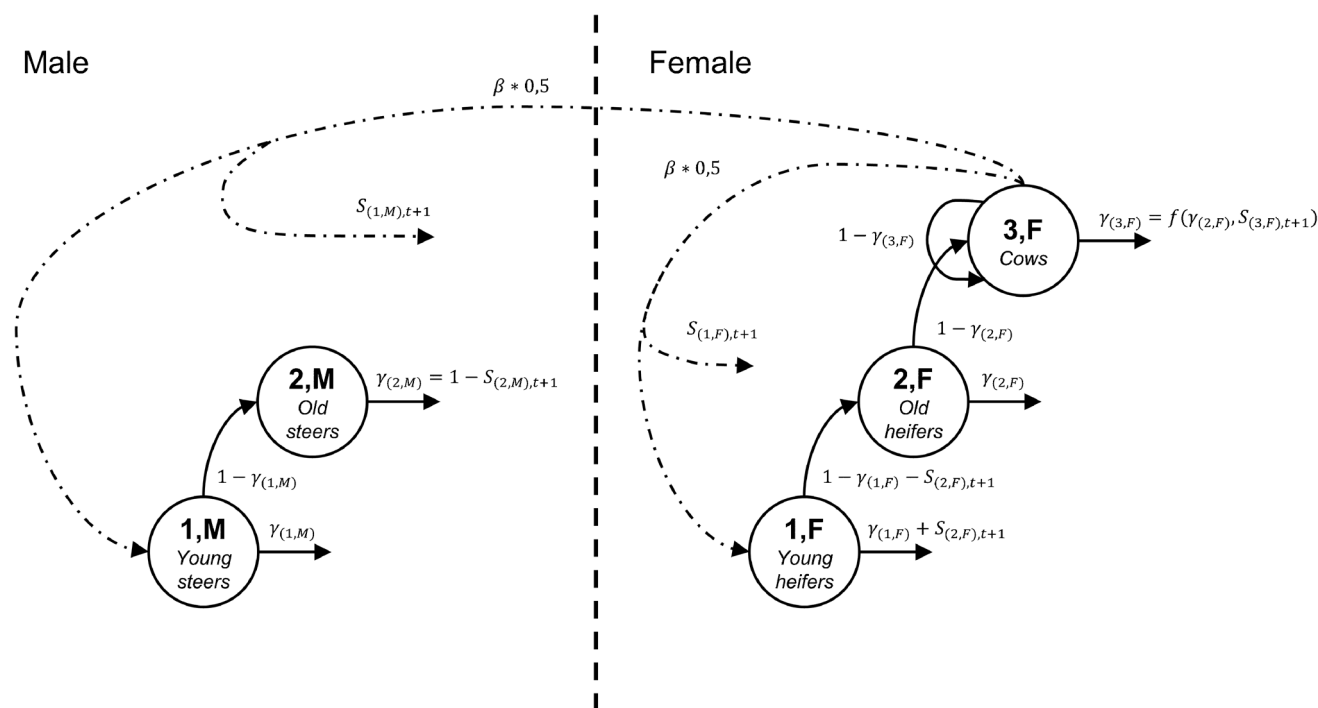 Male
Female
β ∗ 0,5
β ∗ 0,5
S(1,M),t+1
γ(3,F) = f(γ(2,F), S(3,F),t+1)
1 − γ(3,F)
3,F
Cows
S(1,F),t+1
1 − γ(2,F)
2,M
Old
steers
γ(2,M) = 1 − S(2,M),t+1
2,F
Old
heifers
γ(2,F)
1 − γ(1,M)
1 − γ(1,F) − S(2,F),t+1
1,M
Young
steers
γ(1,M)
1,F
Young
heifers
γ(1,F) + S(2,F),t+1